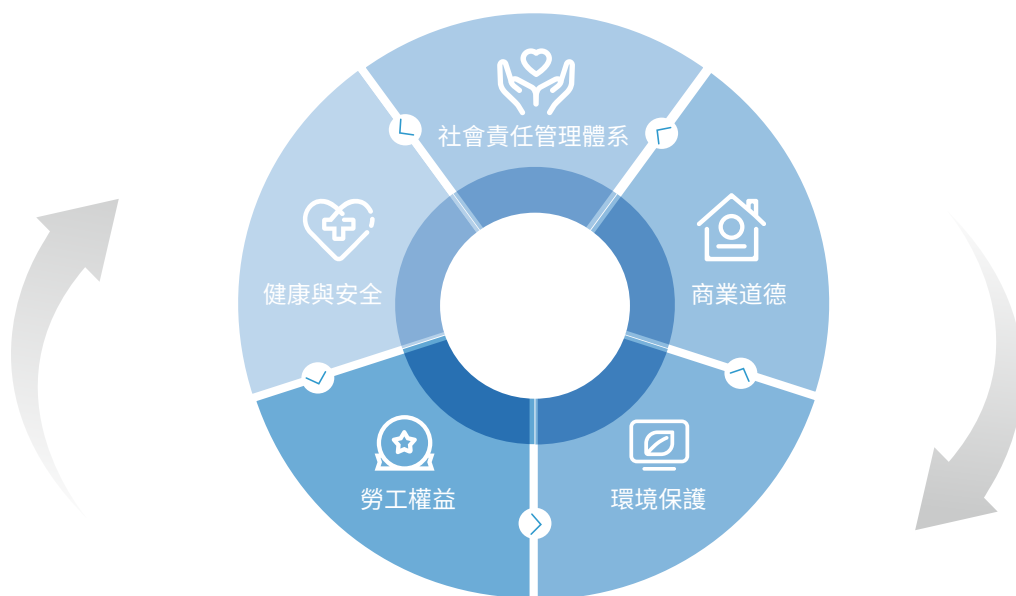 社會責任管理體系
健康與安全
商業道德
勞工權益
環境保護